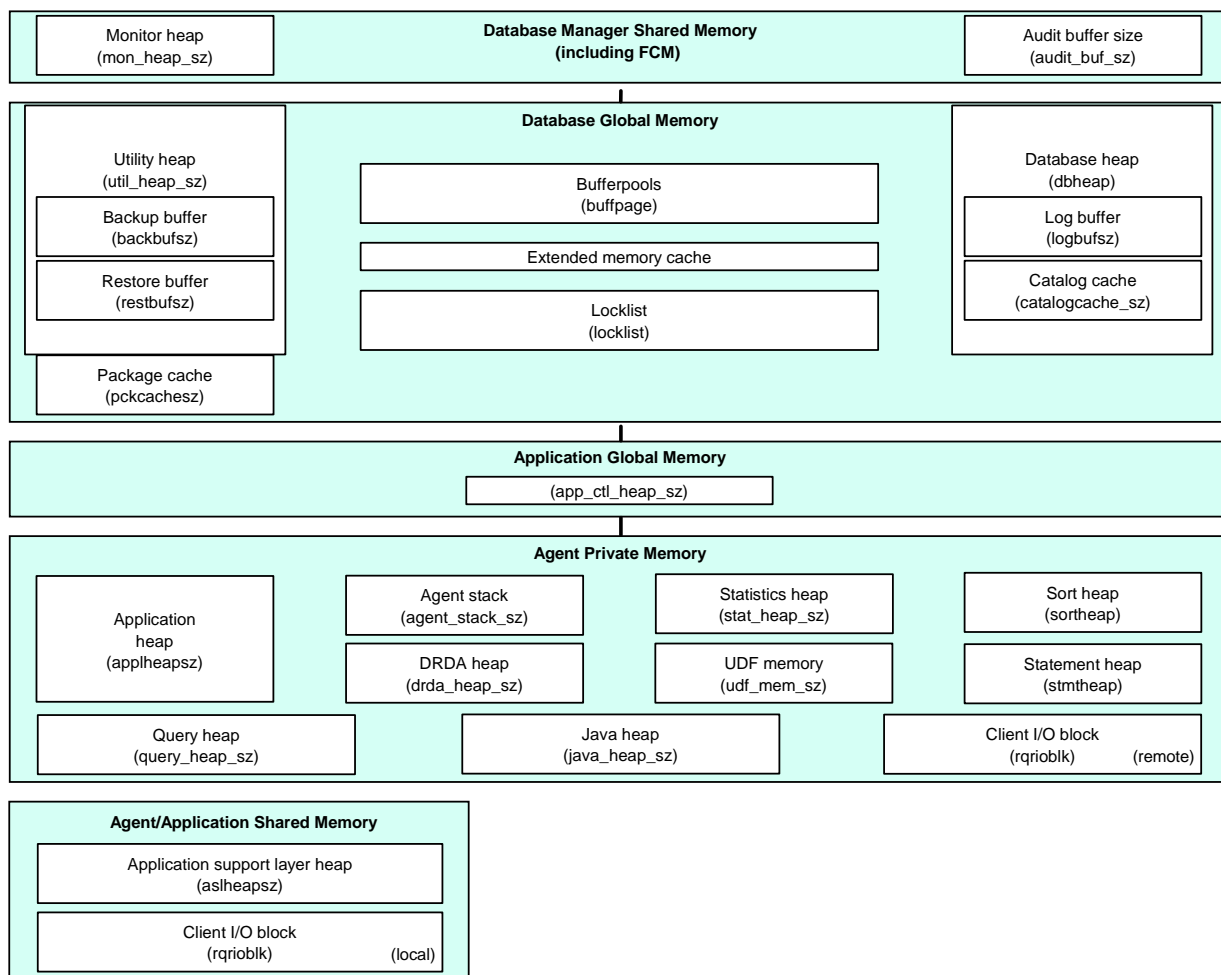 Monitor heap
(mon_heap_sz)
Database Manager Shared Memory
(including FCM)
Audit buffer size
(audit_buf_sz)
Database Global Memory
Utility heap
(util_heap_sz)
Backup buffer
(backbufsz)
Restore buffer
(restbufsz)
Package cache
(pckcachesz)
Bufferpools
(buffpage)
Extended memory cache
Locklist
(locklist)
Database heap
(dbheap)
Log buffer
(logbufsz)
Catalog cache
(catalogcache_sz)
Application Global Memory
(app_ctl_heap_sz)
Agent Private Memory
Application
heap
(applheapsz)
Agent stack
(agent_stack_sz)
Statistics heap
(stat_heap_sz)
Sort heap
(sortheap)
DRDA heap
(drda_heap_sz)
UDF memory
(udf_mem_sz)
Statement heap
(stmtheap)
Query heap
(query_heap_sz)
Java heap
(java_heap_sz)
Client I/O block
(rqrioblk) (remote)
Agent/Application Shared Memory
Application support layer heap
(aslheapsz)
Client I/O block
(rqrioblk) (local)